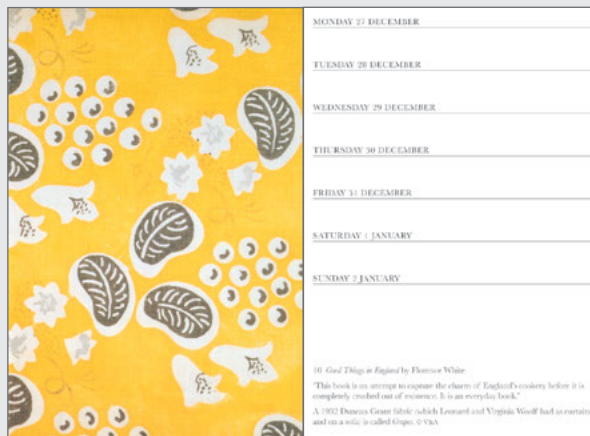 MONDAY 27 DECEMBER
TUESDAY 28 DECEMBER
WEDNESDAY 29 DECEMBER
THURSDAY 30 DECEMBER
FRIDAY 31 DECEMBER
SATURDAY 1 JANUARY
SUNDAY 2 JANUARY
10 Good Things in England by Florence White
'This book is an attempt to capture the charm of England's cookery before it is
completely crushed out of existence. It is an everyday book.'
A 1932 Duncan Grant fabric (which Leonard and Virginia Woolf had as curtains
and on a sofa) is called Grapes. © V&A